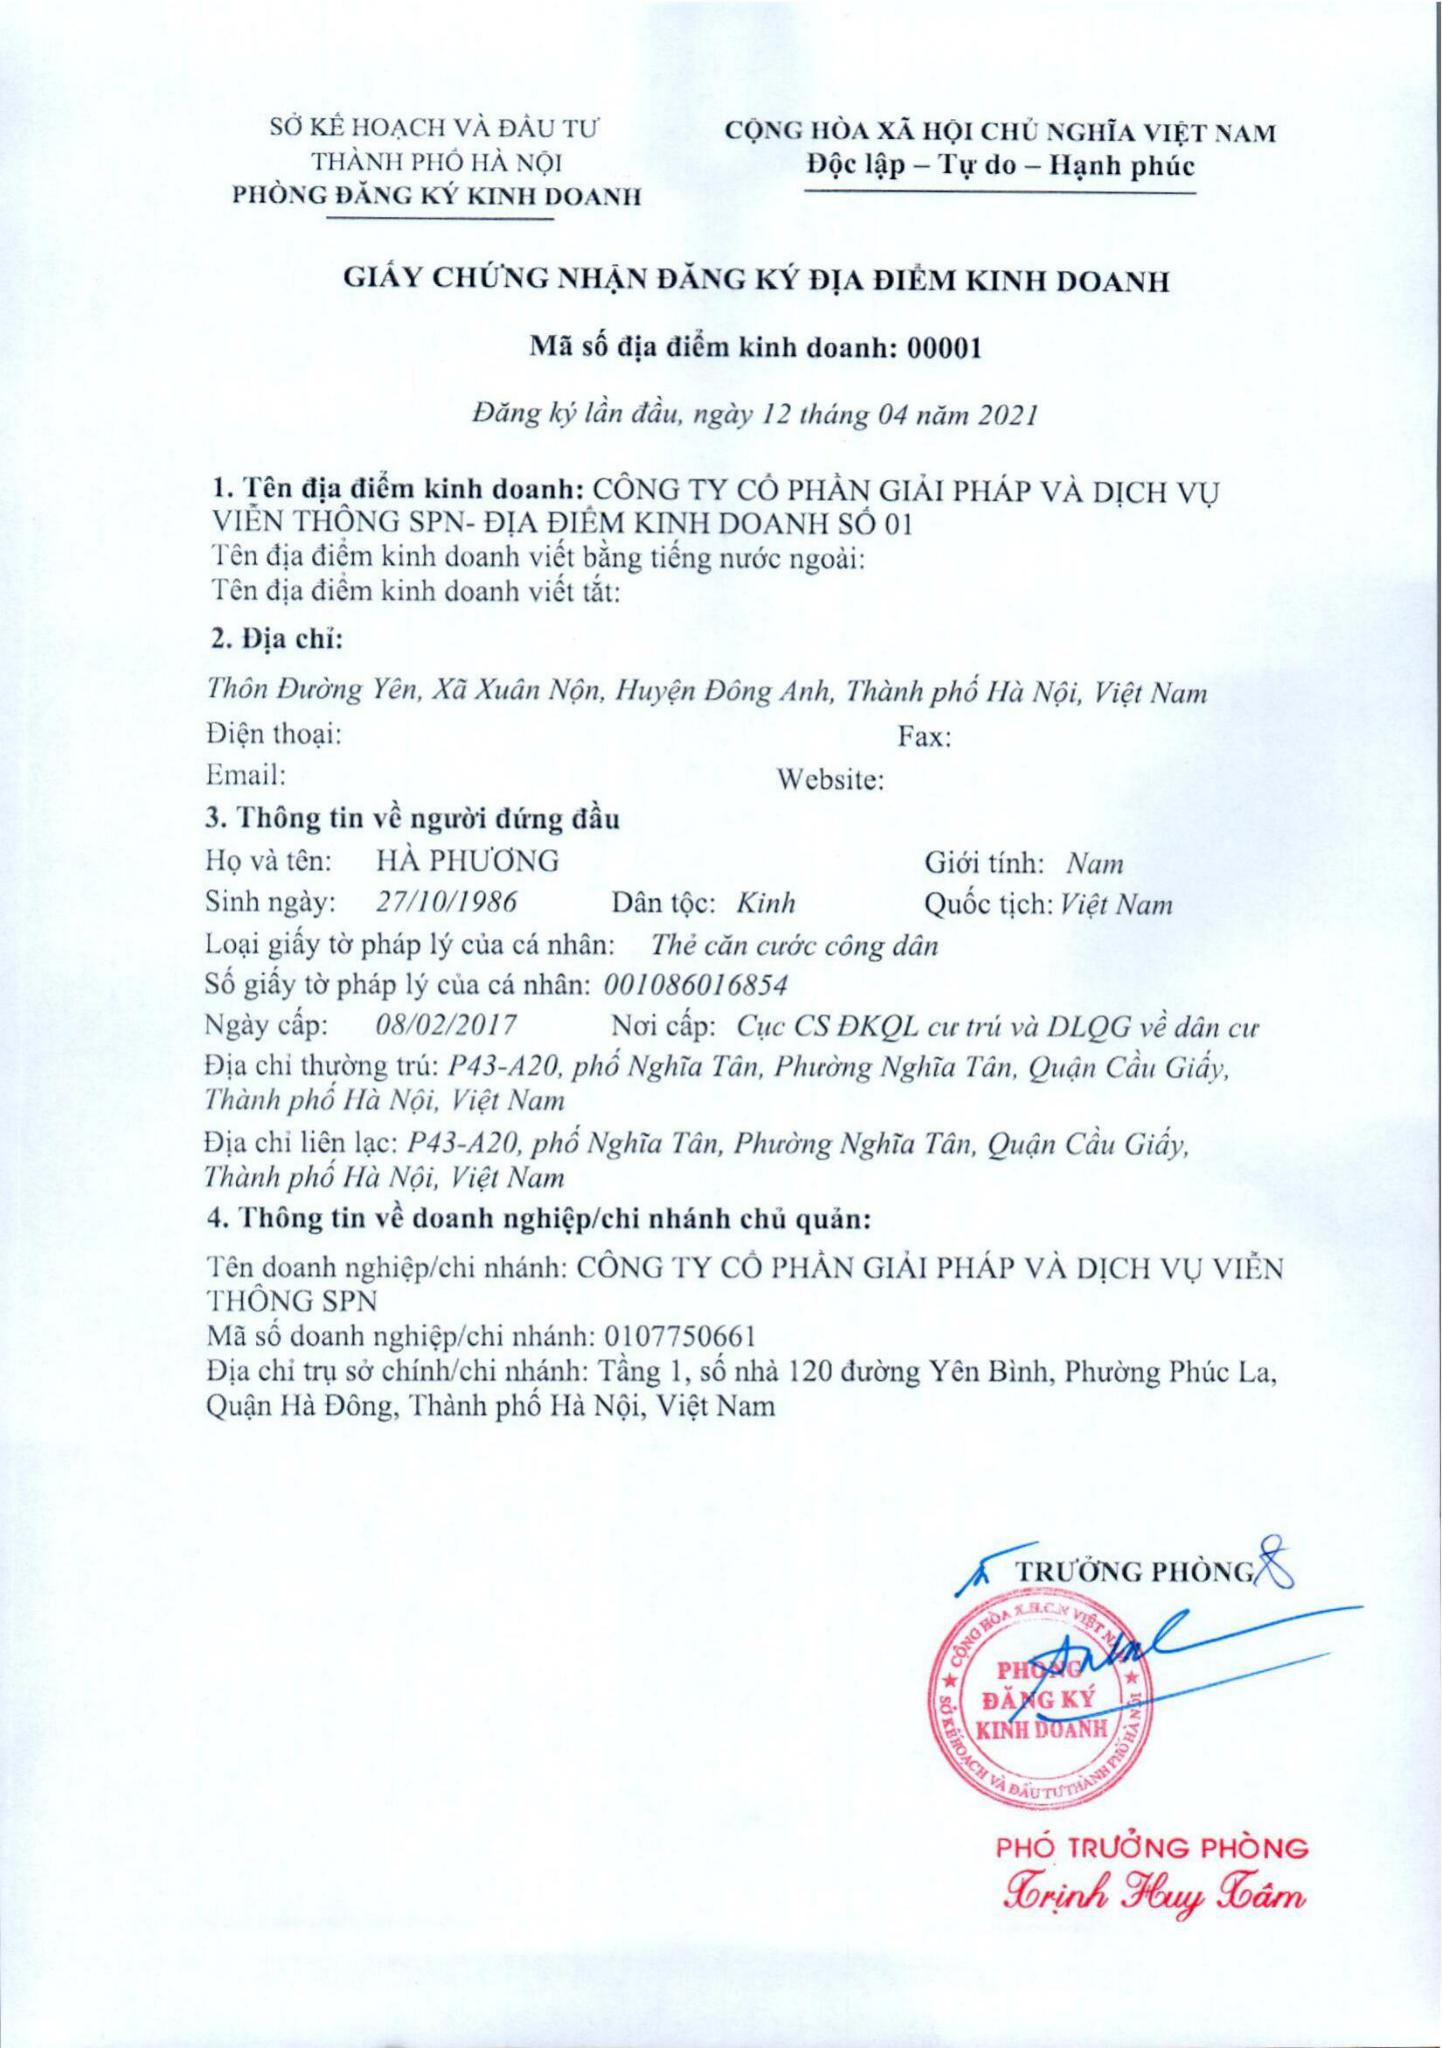 SỞ KẾ HOẠCH VÀ ĐẦU TƯ
THÀNH PHỐ HÀ NỘI
PHÒNG ĐĂNG KÝ KINH DOANH
CỘNG HÒA XÃ HỘI CHỦ NGHĨA VIỆT NAM
Độc lập – Tự do – Hạnh phúc
GIẤY CHỨNG NHẬN ĐĂNG KÝ ĐỊA ĐIỂM KINH DOANH
Mã số địa điểm kinh doanh: 00001
Đăng ký lần đầu, ngày 12 tháng 04 năm 2021
1. Tên địa điểm kinh doanh: CÔNG TY CỔ PHẦN GIẢI PHÁP VÀ DỊCH VỤ
VIỄN THÔNG SPN- ĐỊA ĐIỂM KINH DOANH SỐ 01
Tên địa điểm kinh doanh viết bằng tiếng nước ngoài:
Tên địa điểm kinh doanh viết tắt:
2. Địa chỉ:
Thôn Đường Yên, Xã Xuân Nộn, Huyện Đông Anh, Thành phố Hà Nội, Việt Nam
Điện thoại: Fax:
Email: Website:
3. Thông tin về người đứng đầu
Họ và tên: HÀ PHƯƠNG Giới tính: Nam
Sinh ngày: 27/10/1986 Dân tộc: Kinh Quốc tịch: Việt Nam
Loại giấy tờ pháp lý của cá nhân: Thẻ căn cước công dân
Số giấy tờ pháp lý của cá nhân: 001086016854
Ngày cấp: 08/02/2017 Nơi cấp: Cục CS ĐKQL cư trú và DLQG về dân cư
Địa chỉ thường trú: P43-A20, phố Nghĩa Tân, Phường Nghĩa Tân, Quận Cầu Giấy,
Thành phố Hà Nội, Việt Nam
Địa chỉ liên lạc: P43-A20, phố Nghĩa Tân, Phường Nghĩa Tân, Quận Cầu Giấy,
Thành phố Hà Nội, Việt Nam
4. Thông tin về doanh nghiệp/chi nhánh chủ quản:
Tên doanh nghiệp/chi nhánh: CÔNG TY CỔ PHẦN GIẢI PHÁP VÀ DỊCH VỤ VIỄN
THÔNG SPN
Mã số doanh nghiệp/chi nhánh: 0107750661
Địa chỉ trụ sở chính/chi nhánh: Tầng 1, số nhà 120 đường Yên Bình, Phường Phúc La,
Quận Hà Đông, Thành phố Hà Nội, Việt Nam
TRƯỞNG PHÒNG
CỘNG HÒA X.H.C.N VIỆT NAM
PHÒNG
ĐĂNG KÝ
KINH DOANH
SỞ KẾ HOẠCH VÀ ĐẦU TƯ THÀNH PHỐ HÀ NỘI
PHÓ TRƯỞNG PHÒNG
Trịnh Huy Tâm